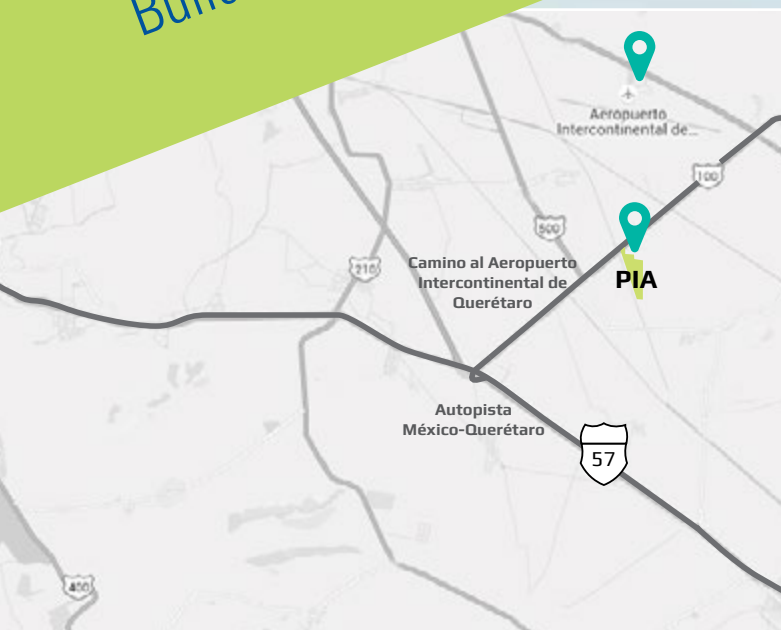 Aeropuerto
Intercontinental de...
100
500
Camino al Aeropuerto
Intercontinental de
Querétaro
210
PIA
Autopista
México-Querétaro
57
400